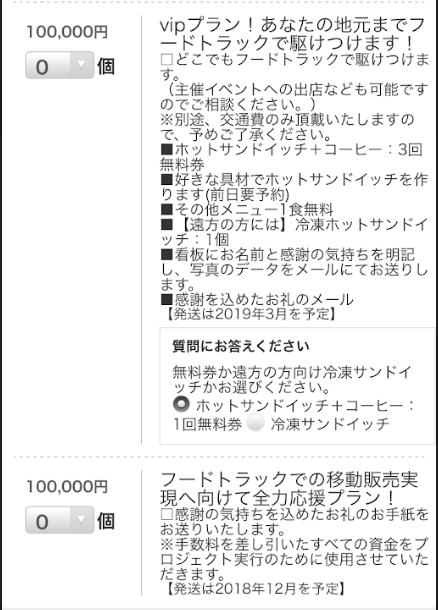 100,000円
0 個
vipプラン！あなたの地元までフ
ードトラックで駆けつけます！
□どこでもフードトラックで駆けつけま
す。
（主催イベントへの出店なども可能です
のでご相談ください。）
※別途、交通費のみ頂戴いたしますの
で、予めご了承ください。
■ホットサンドイッチ＋コーヒー：3回
無料券
■好きな具材でホットサンドイッチを作
ります(前日要予約)
■その他メニュー1食無料
■【遠方の方には】冷凍ホットサンドイ
ッチ：1個
■看板にお名前と感謝の気持ちを明記
し、写真のデータをメールにてお送りし
ます。
■感謝を込めたお礼のメール
【発送は2019年3月を予定】
質問にお答えください
無料券か遠方の方向け冷凍サンドイ
ッチかお選びください。
ホットサンドイッチ＋コーヒー：
1回無料券 冷凍サンドイッチ
100,000円
0 個
フードトラックでの移動販売実
現へ向けて全力応援プラン！
□感謝の気持ちを込めたお礼のお手紙を
お送りいたします。
※手数料を差し引いたすべての資金をプ
ロジェクト実行のために使用させていた
だきます。
【発送は2018年12月を予定】